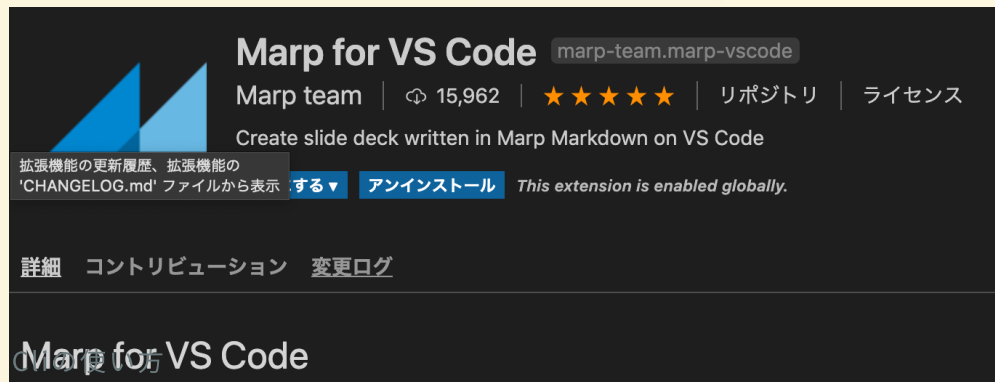 Marp for VS Code marp-team.marp-vscode
Marp team 15,962 リポジトリ ライセンス
Create slide deck written in Marp Markdown on VS Code
拡張機能の更新履歴、拡張機能の
'CHANGELOG.md' ファイルから表示
する アンインストール This extension is enabled globally.
詳細 コントリビューション 変更ログ
Marp for VS Code
の使い方